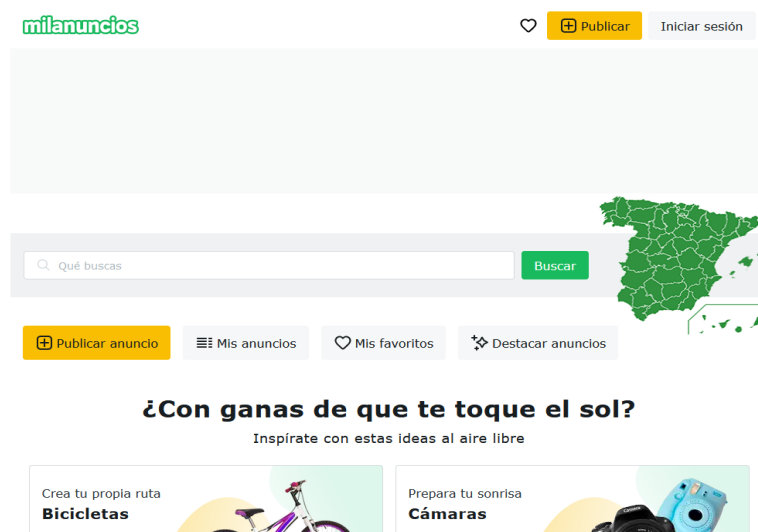 milanuncios
Publicar
Iniciar sesión
Qué buscas
Buscar
Publicar anuncio
Mis anuncios
Mis favoritos
Destacar anuncios
¿Con ganas de que te toque el sol?
Inspírate con estas ideas al aire libre
Crea tu propia ruta
Bicicletas
Prepara tu sonrisa
Cámaras
Canon